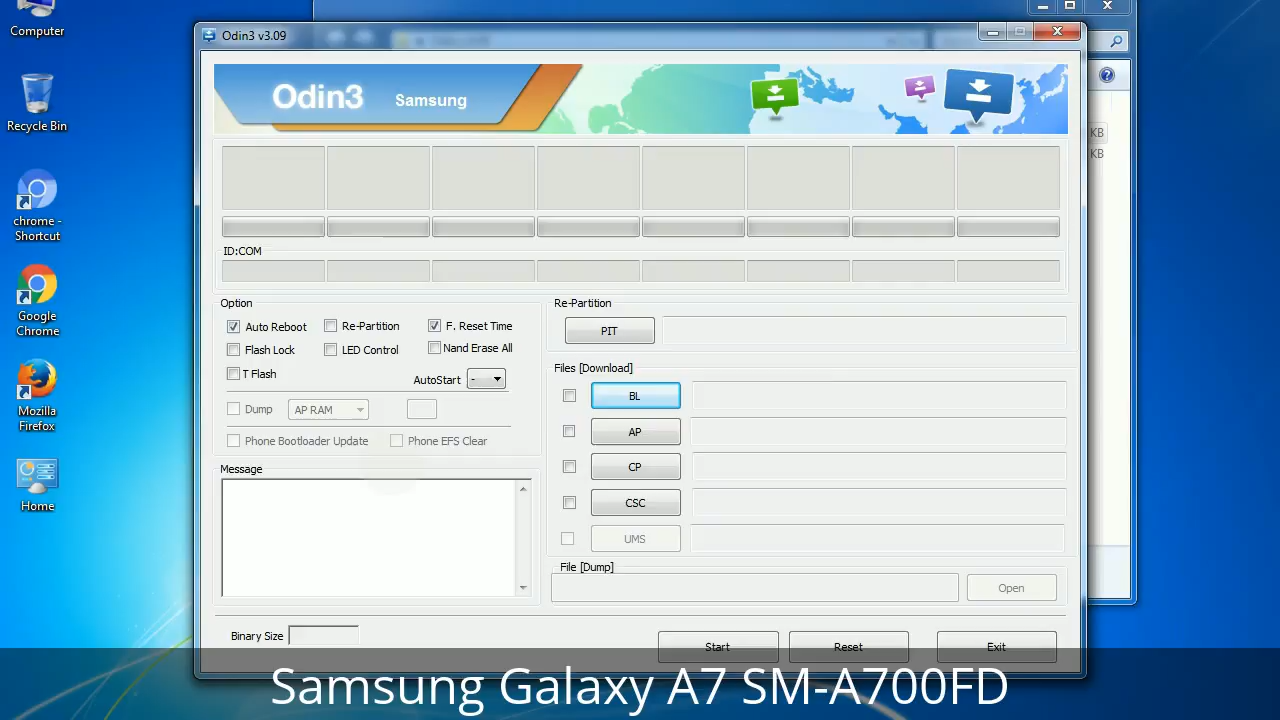 Computer
Recycle Bin
chrome -
Shortcut
Google
Chrome
Mozilla
Firefox
Home
Odin3 v3.09
Odin3 Samsung
ID:COM
Option
Auto Reboot Re-Partition F. Reset Time
Flash Lock LED Control Nand Erase All
T Flash
AutoStart -
Dump AP RAM
Phone Bootloader Update Phone EFS Clear
Message
Binary Size
Re-Partition
PIT
Files [Download]
BL
AP
CP
CSC
UMS
File [Dump]
Open
Start Reset Exit
KB
KB
Samsung Galaxy A7 SM-A700FD